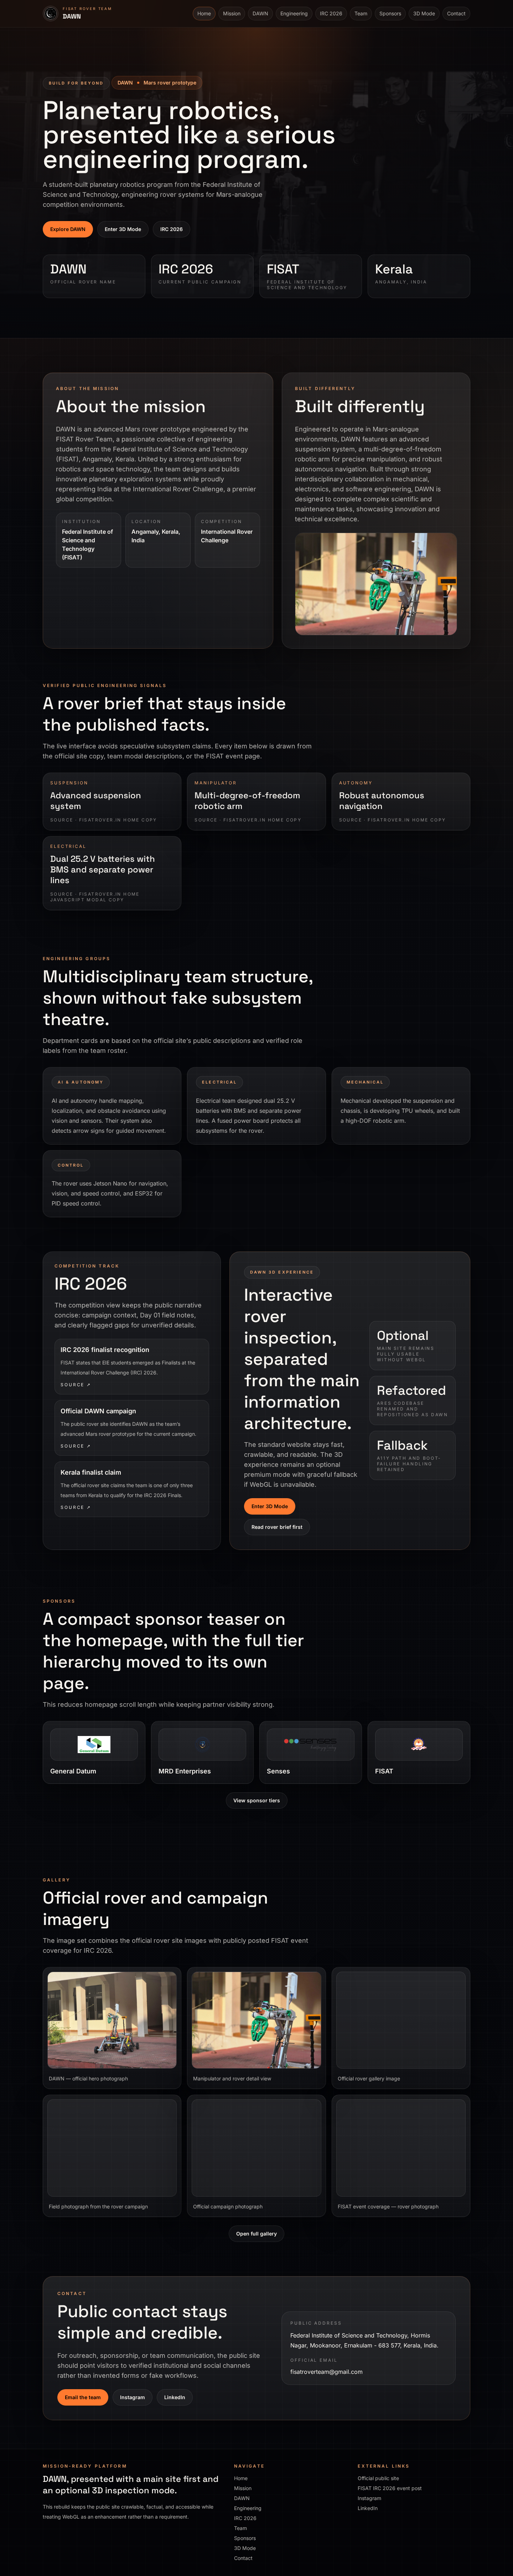 FISAT ROVER TEAM
DAWN
Home
Mission
DAWN
Engineering
IRC 2026
Team
Sponsors
3D Mode
Contact
BUILD FOR BEYOND
DAWN • Mars rover prototype
Planetary robotics,
presented like a serious
engineering program.
A student-built planetary robotics program from the Federal Institute of
Science and Technology, engineering rover systems for Mars-analogue
competition environments.
Explore DAWN
Enter 3D Mode
IRC 2026
DAWN
OFFICIAL ROVER NAME
IRC 2026
CURRENT PUBLIC CAMPAIGN
FISAT
FEDERAL INSTITUTE OF
SCIENCE AND TECHNOLOGY
Kerala
ANGAMALY, INDIA
ABOUT THE MISSION
About the mission
DAWN is an advanced Mars rover prototype engineered by the
FISAT Rover Team, a passionate collective of engineering
students from the Federal Institute of Science and Technology
(FISAT), Angamaly, Kerala. United by a strong enthusiasm for
robotics and space technology, the team designs and builds
innovative planetary exploration systems while proudly
representing India at the International Rover Challenge, a premier
global competition.
INSTITUTION
Federal Institute of
Science and
Technology
(FISAT)
LOCATION
Angamaly, Kerala,
India
COMPETITION
International Rover
Challenge
BUILT DIFFERENTLY
Built differently
Engineered to operate in Mars-analogue
environments, DAWN features an advanced
suspension system, a multi-degree-of-freedom
robotic arm for precise manipulation, and robust
autonomous navigation. Built through strong
interdisciplinary collaboration in mechanical,
electronics, and software engineering, DAWN is
designed to complete complex scientific and
maintenance tasks, showcasing innovation and
technical excellence.
VERIFIED PUBLIC ENGINEERING SIGNALS
A rover brief that stays inside
the published facts.
The live interface avoids speculative subsystem claims. Every item below is drawn from
the official site copy, team modal descriptions, or the FISAT event page.
SUSPENSION
Advanced suspension
system
SOURCE · FISATROVER.IN HOME COPY
MANIPULATOR
Multi-degree-of-freedom
robotic arm
SOURCE · FISATROVER.IN HOME COPY
AUTONOMY
Robust autonomous
navigation
SOURCE · FISATROVER.IN HOME COPY
ELECTRICAL
Dual 25.2 V batteries with
BMS and separate power
lines
SOURCE · FISATROVER.IN HOME
JAVASCRIPT MODAL COPY
ENGINEERING GROUPS
Multidisciplinary team structure,
shown without fake subsystem
theatre.
Department cards are based on the official site's public descriptions and verified role
labels from the team roster.
AI & AUTONOMY
AI and autonomy handle mapping,
localization, and obstacle avoidance using
vision and sensors. Their system also
detects arrow signs for guided movement.
ELECTRICAL
Electrical team designed dual 25.2 V
batteries with BMS and separate power
lines. A fused power board protects all
subsystems for the rover.
MECHANICAL
Mechanical developed the suspension and
chassis, is developing TPU wheels, and built
a high-DOF robotic arm.
CONTROL
The rover uses Jetson Nano for navigation,
vision, and speed control, and ESP32 for
PID speed control.
COMPETITION TRACK
IRC 2026
The competition view keeps the public narrative
concise: campaign context, Day 01 field notes,
and clearly flagged gaps for unverified details.
IRC 2026 finalist recognition
FISAT states that EIE students emerged as Finalists at the
International Rover Challenge (IRC) 2026.
SOURCE ↗
Official DAWN campaign
The public rover site identifies DAWN as the team's
advanced Mars rover prototype for the current campaign.
SOURCE ↗
Kerala finalist claim
The official rover site claims the team is one of only three
teams from Kerala to qualify for the IRC 2026 Finals.
SOURCE ↗
DAWN 3D EXPERIENCE
Interactive
rover
inspection,
separated
from the main
information
architecture.
The standard website stays fast,
crawlable, and readable. The 3D
experience remains an optional
premium mode with graceful fallback
if WebGL is unavailable.
Enter 3D Mode
Read rover brief first
Optional
MAIN SITE REMAINS
FULLY USABLE
WITHOUT WEBGL
Refactored
ARES CODEBASE
RENAMED AND
REPOSITIONED AS DAWN
Fallback
A11Y PATH AND BOOT-
FAILURE HANDLING
RETAINED
SPONSORS
A compact sponsor teaser on
the homepage, with the full tier
hierarchy moved to its own
page.
This reduces homepage scroll length while keeping partner visibility strong.
General Datum
MRD Enterprises
Senses
FISAT
View sponsor tiers
GALLERY
Official rover and campaign
imagery
The image set combines the official rover site images with publicly posted FISAT event
coverage for IRC 2026.
DAWN — official hero photograph
Manipulator and rover detail view
Official rover gallery image
Field photograph from the rover campaign
Official campaign photograph
FISAT event coverage — rover photograph
Open full gallery
CONTACT
Public contact stays
simple and credible.
For outreach, sponsorship, or team communication, the public site
should point visitors to verified institutional and social channels
rather than invented forms or fake workflows.
Email the team
Instagram
LinkedIn
PUBLIC ADDRESS
Federal Institute of Science and Technology, Hormis
Nagar, Mookanoor, Ernakulam - 683 577, Kerala, India.
OFFICIAL EMAIL
fisatroverteam@gmail.com
MISSION-READY PLATFORM
DAWN, presented with a main site first and
an optional 3D inspection mode.
This rebuild keeps the public site crawlable, factual, and accessible while
treating WebGL as an enhancement rather than a requirement.
NAVIGATE
Home
Mission
DAWN
Engineering
IRC 2026
Team
Sponsors
3D Mode
Contact
EXTERNAL LINKS
Official public site
FISAT IRC 2026 event post
Instagram
LinkedIn